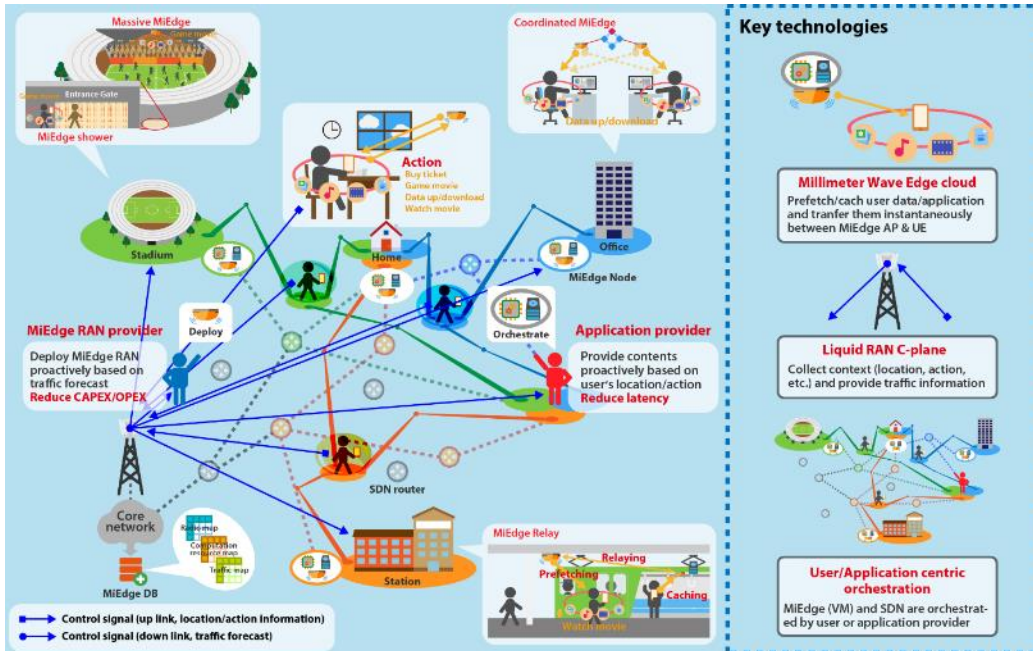 Massive MiEdge
Game movie
Game movie
Entrance Gate
MiEdge shower
Coordinated MiEdge
Data up/download
Action
Buy ticket
Game movie
Data up/download
Watch movie
Stadium
Home
Office
MiEdge Node
MiEdge RAN provider
Deploy
Deploy MiEdge RAN
proactively based on
traffic forecast
Reduce CAPEX/OPEX
Orchestrate
Application provider
Provide contents
proactively based on
user's location/action
Reduce latency
SDN router
Core
network
Radio map
Computation
resource map
Traffic map
MiEdge DB
Station
MiEdge Relay
Relaying
Prefetching
Caching
Watch movie
Control signal (up link, location/action information)
Control signal (down link, traffic forecast)
Key technologies
Millimeter Wave Edge cloud
Prefetch/cach user data/application
and tranfer them instantaneously
between MiEdge AP & UE
Liquid RAN C-plane
Collect context (location, action,
etc.) and provide traffic information
User/Application centric
orchestration
MiEdge (VM) and SDN are orchestrat-
ed by user or application provider